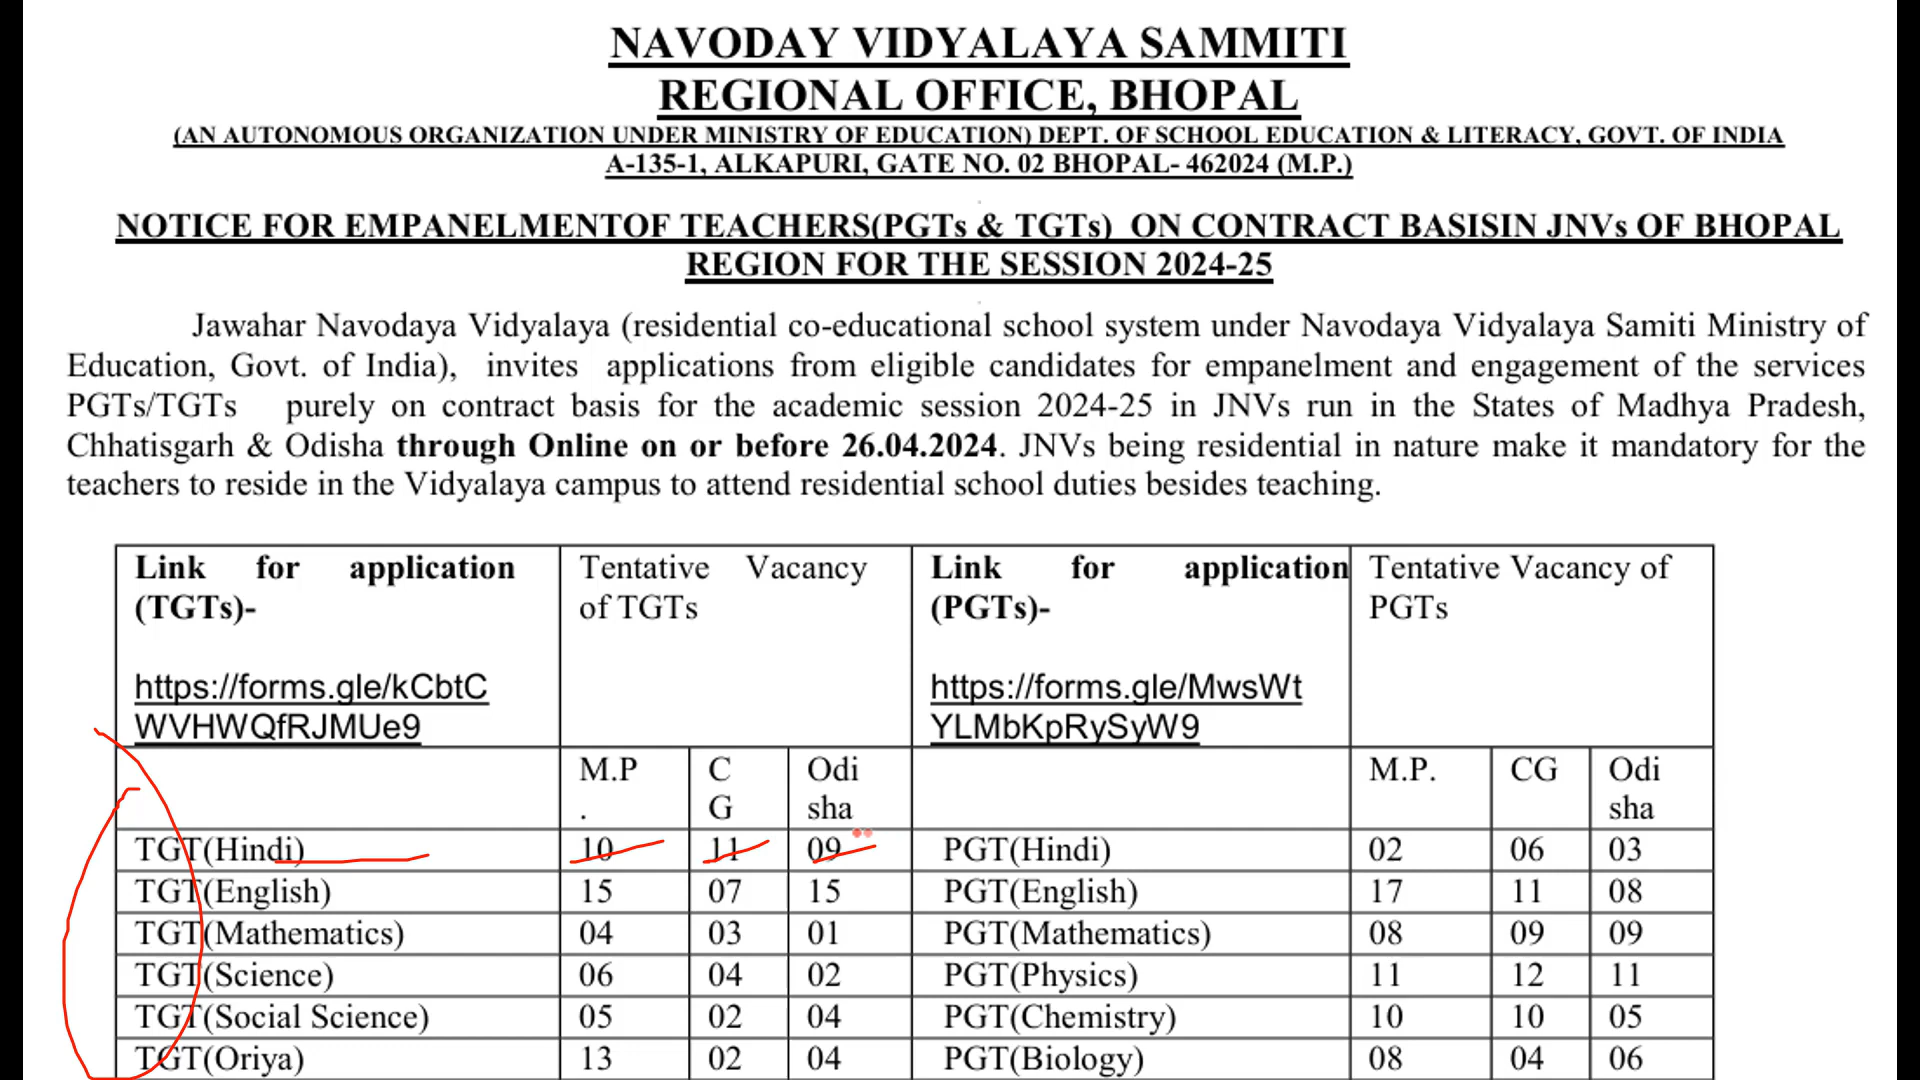 NAVODAY VIDYALAYA SAMMITI
REGIONAL OFFICE, BHOPAL
(AN AUTONOMOUS ORGANIZATION UNDER MINISTRY OF EDUCATION) DEPT. OF SCHOOL EDUCATION & LITERACY, GOVT. OF INDIA
A-135-1, ALKAPURI, GATE NO. 02 BHOPAL- 462024 (M.P.)
NOTICE FOR EMPANELMENTOF TEACHERS(PGTs & TGTs) ON CONTRACT BASISIN JNVs OF BHOPAL
REGION FOR THE SESSION 2024-25
Jawahar Navodaya Vidyalaya (residential co-educational school system under Navodaya Vidyalaya Samiti Ministry of
Education, Govt. of India), invites applications from eligible candidates for empanelment and engagement of the services
PGTs/TGTs purely on contract basis for the academic session 2024-25 in JNVs run in the States of Madhya Pradesh,
Chhatisgarh & Odisha through Online on or before 26.04.2024. JNVs being residential in nature make it mandatory for the
teachers to reside in the Vidyalaya campus to attend residential school duties besides teaching.
Link for application Tentative Vacancy Link for application Tentative Vacancy of
(TGTs)- of TGTs (PGTs)- PGTs
https://forms.gle/kCbtC https://forms.gle/MwsWt
WVHWQfRJMUe9 YLMbKpRySyW9
M.P C Odi M.P. CG Odi
. G sha sha
TGT(Hindi) 10 11 09 PGT(Hindi) 02 06 03
TGT(English) 15 07 15 PGT(English) 17 11 08
TGT(Mathematics) 04 03 01 PGT(Mathematics) 08 09 09
TGT(Science) 06 04 02 PGT(Physics) 11 12 11
TGT(Social Science) 05 02 04 PGT(Chemistry) 10 10 05
TGT(Oriya) 13 02 04 PGT(Biology) 08 04 06